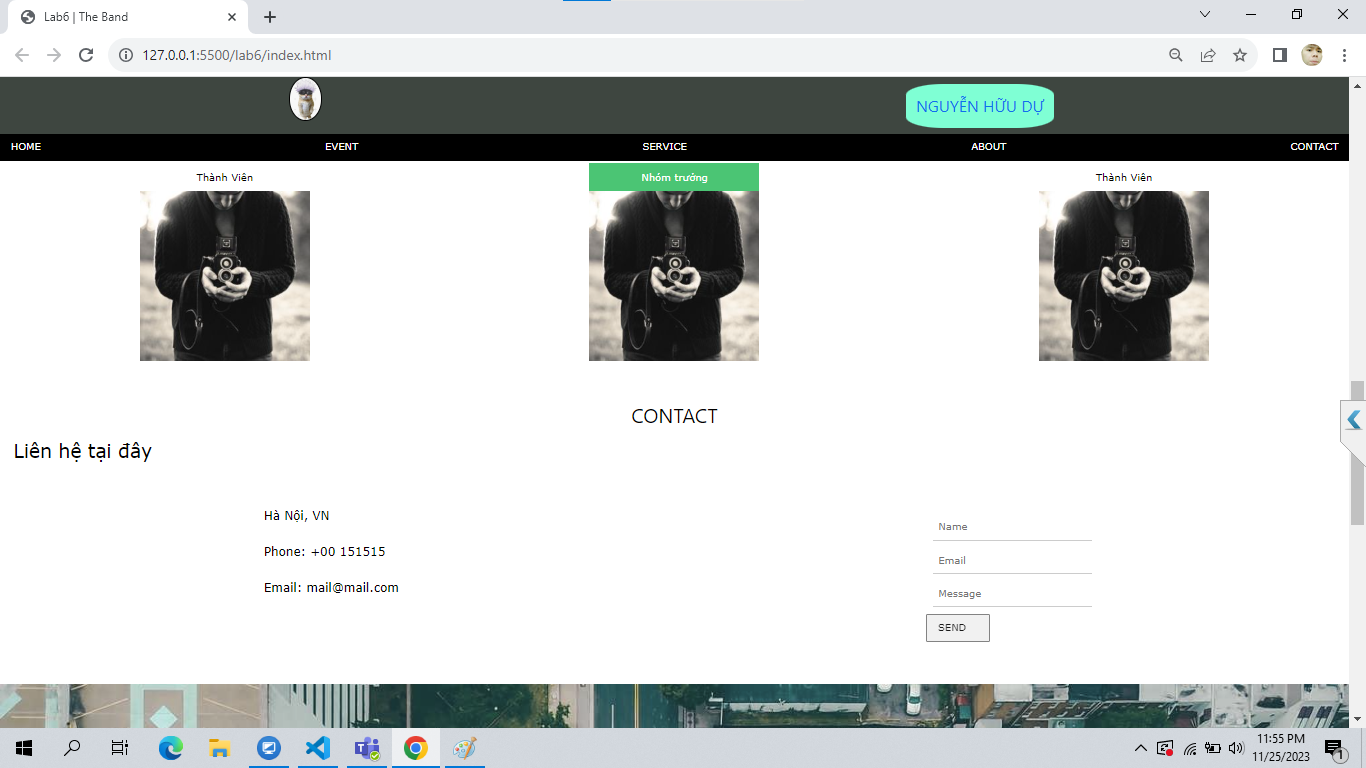 Lab6 | The Band
127.0.0.1:5500/lab6/index.html
NGUYỄN HỮU DỰ
HOME EVENT SERVICE ABOUT CONTACT
Thành Viên Nhóm trưởng Thành Viên
CONTACT
Liên hệ tại đây
Hà Nội, VN
Phone: +00 151515
Email: mail@mail.com
Name
Email
Message
SEND
11:55 PM
11/25/2023
1